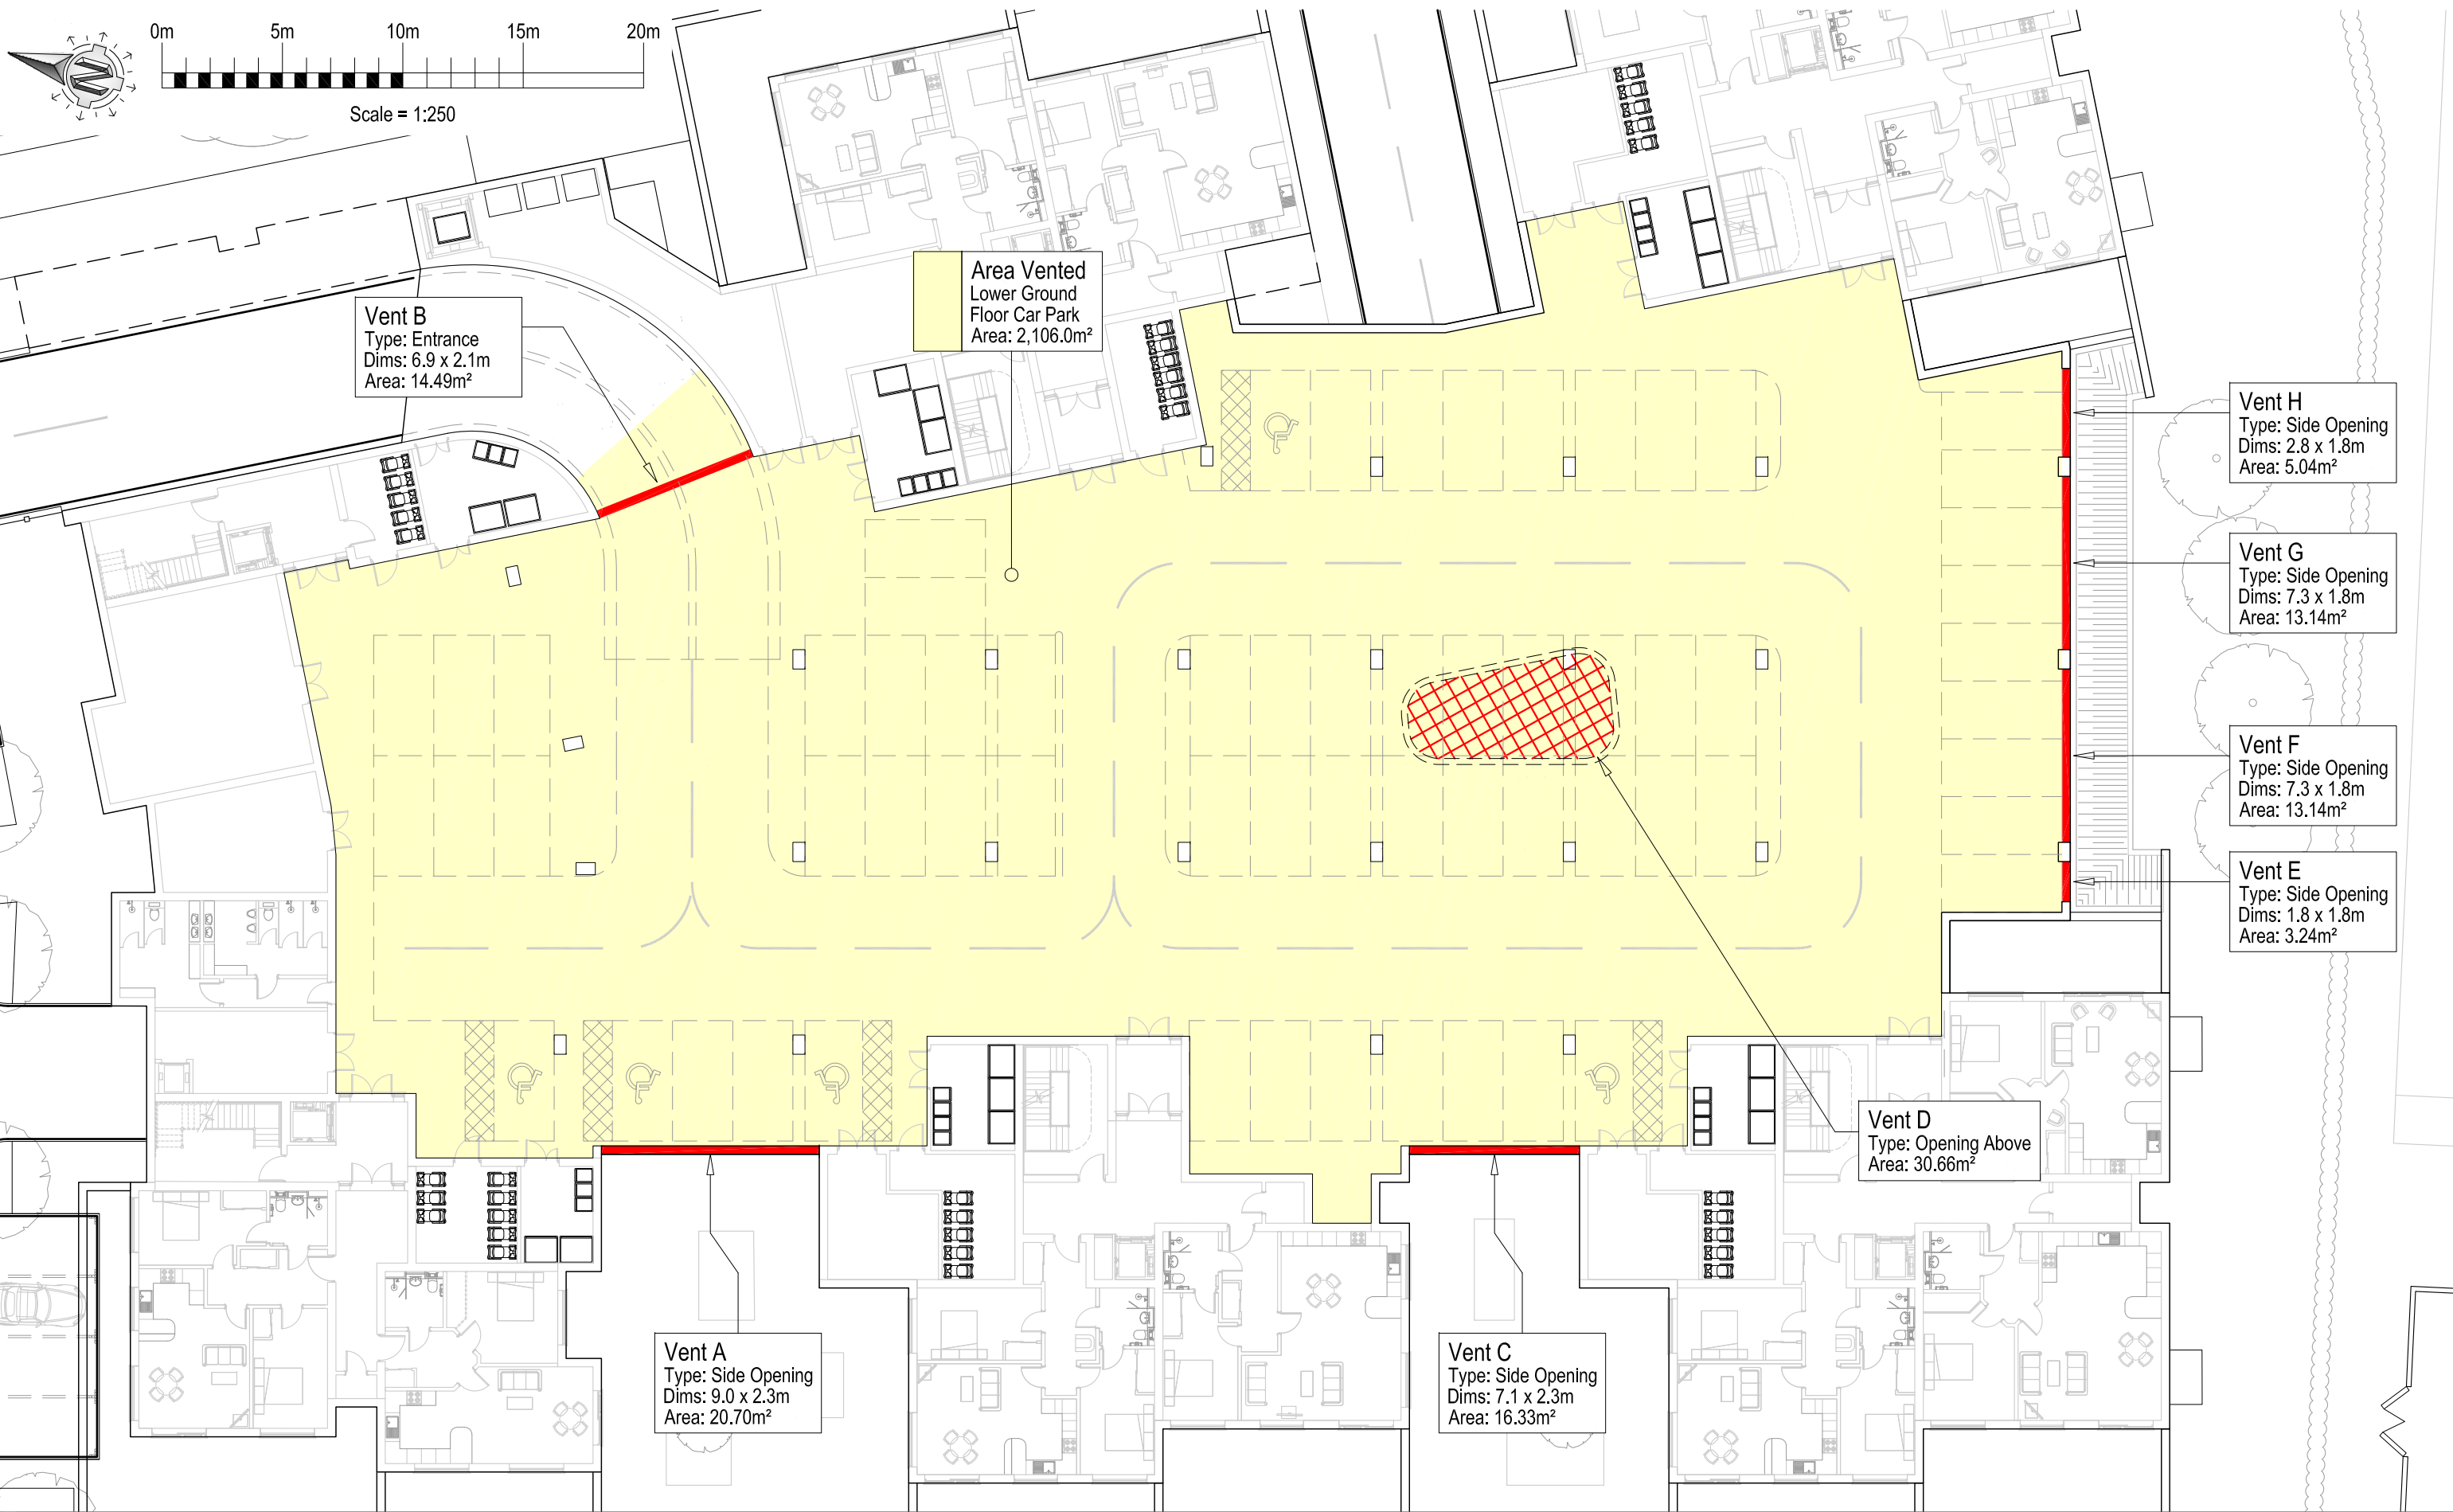 0m 5m 10m 15m 20m
Scale = 1:250
N
Area Vented
Lower Ground
Floor Car Park
Area: 2,106.0m²
Vent B
Type: Entrance
Dims: 6.9 x 2.1m
Area: 14.49m²
Vent H
Type: Side Opening
Dims: 2.8 x 1.8m
Area: 5.04m²
Vent G
Type: Side Opening
Dims: 7.3 x 1.8m
Area: 13.14m²
Vent F
Type: Side Opening
Dims: 7.3 x 1.8m
Area: 13.14m²
Vent E
Type: Side Opening
Dims: 1.8 x 1.8m
Area: 3.24m²
Vent D
Type: Opening Above
Area: 30.66m²
Vent A
Type: Side Opening
Dims: 9.0 x 2.3m
Area: 20.70m²
Vent C
Type: Side Opening
Dims: 7.1 x 2.3m
Area: 16.33m²